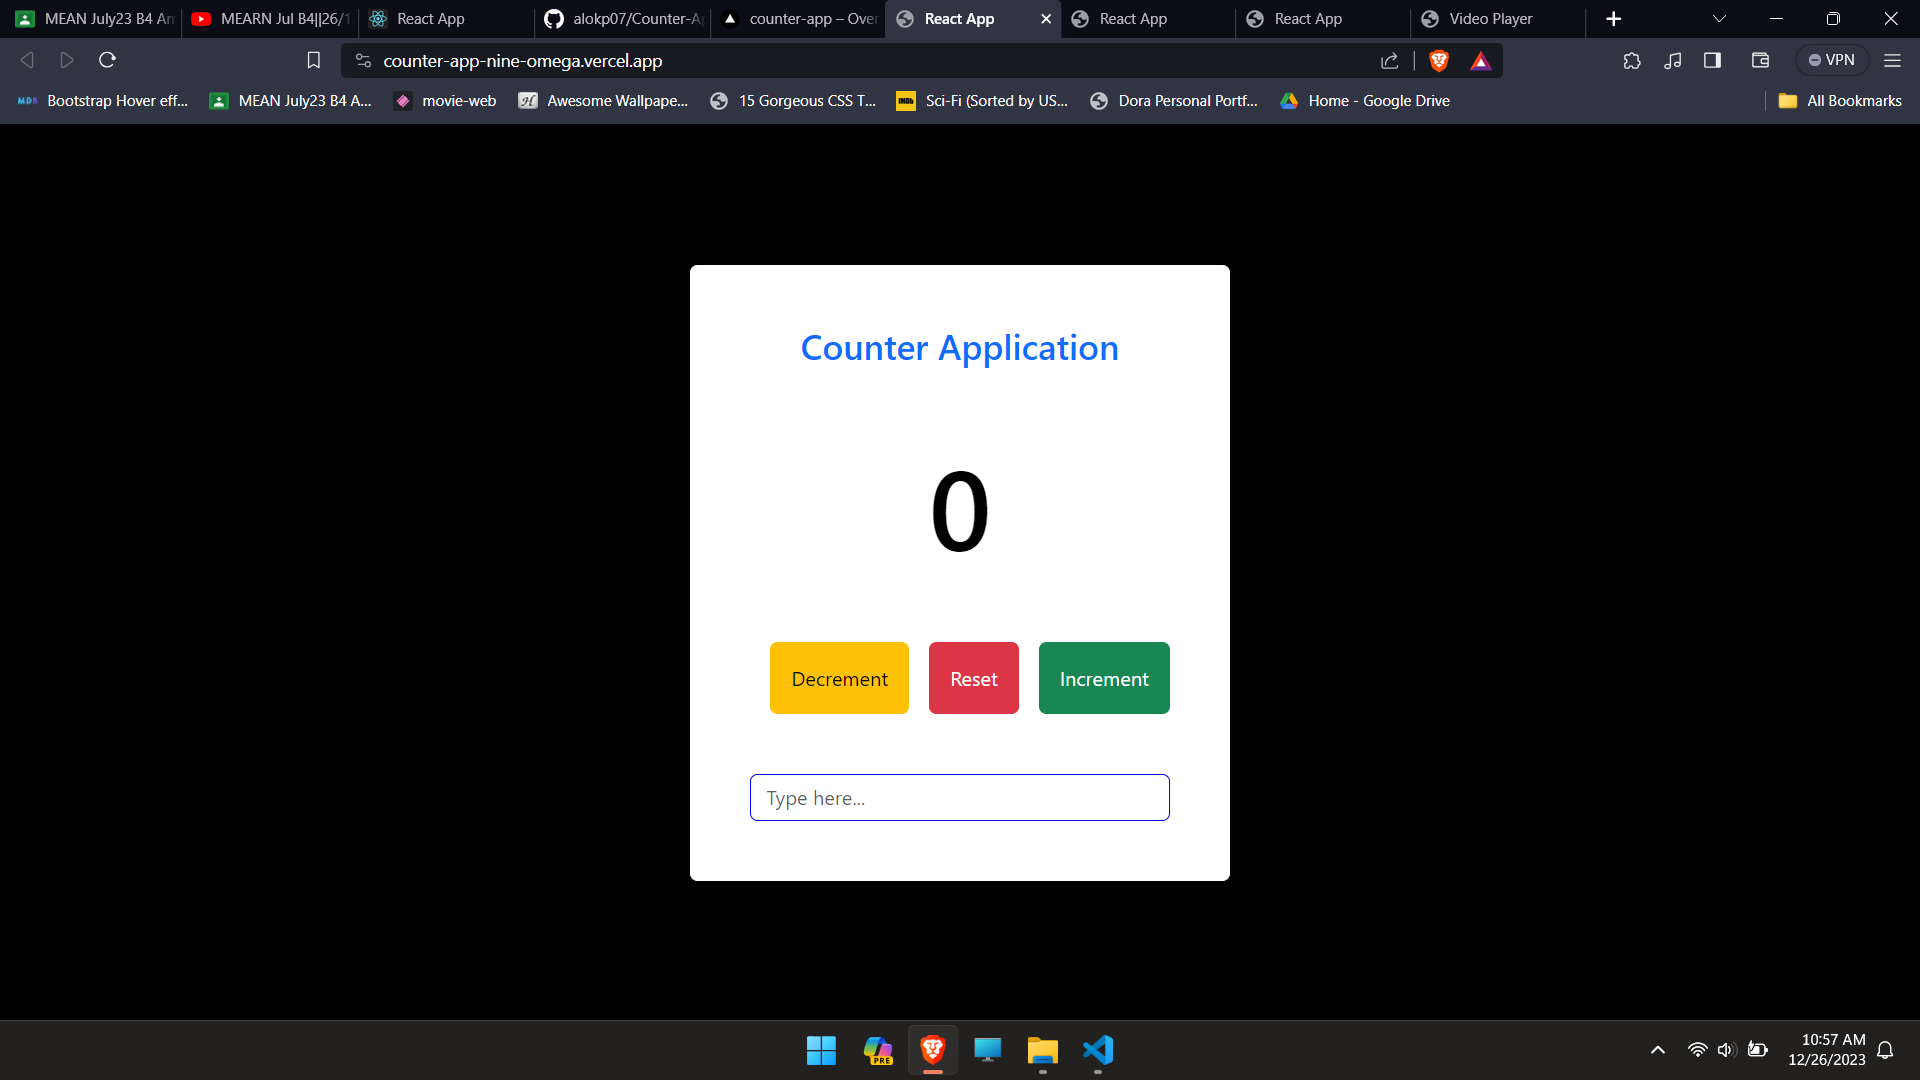 MEAN July23 B4 Am
MEARN Jul B4||26/1
React App
alokp07/Counter-Ap
counter-app – Over
React App
React App
React App
Video Player
counter-app-nine-omega.vercel.app
VPN
Bootstrap Hover eff...
MEAN July23 B4 A...
movie-web
Awesome Wallpape...
15 Gorgeous CSS T...
IMDb
Sci-Fi (Sorted by US...
Dora Personal Portf...
Home - Google Drive
All Bookmarks
Counter Application
0
Decrement
Reset
Increment
Type here...
PRE
10:57 AM
12/26/2023